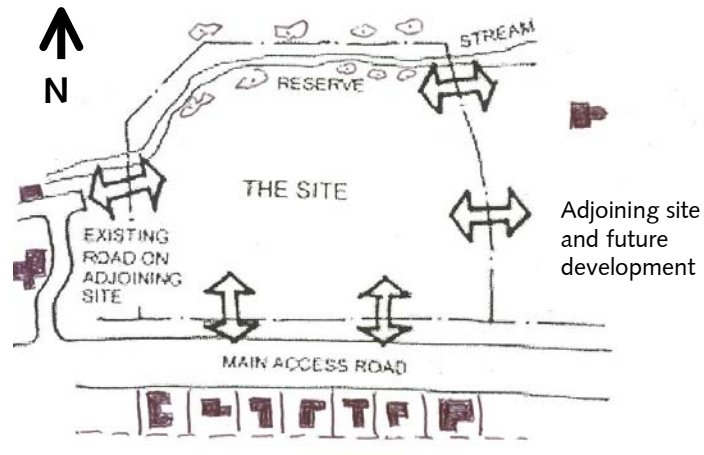 N
STREAM
RESERVE
THE SITE
EXISTING
ROAD ON
ADJOINING
SITE
Adjoining site
and future
development
MAIN ACCESS ROAD